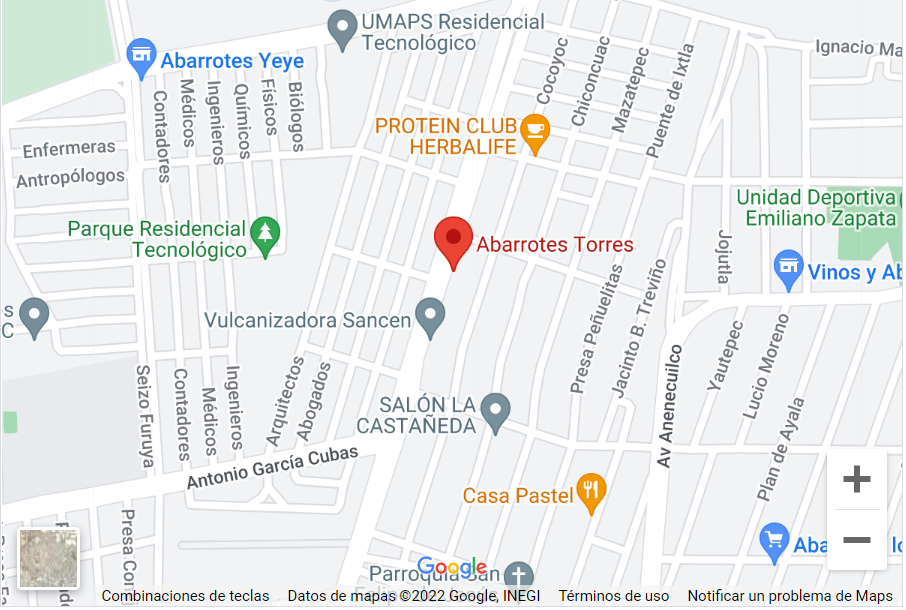 UMAPS Residencial
Tecnológico
Ignacio Ma
Abarrotes Yeye
Cocoyoc
Chiconcuac
Mazatepec
Puente de Ixtla
Contadores
Médicos
Ingenieros
Químicos
Físicos
Biólogos
PROTEIN CLUB
HERBALIFE
Enfermeras
Antropólogos
Unidad Deportiva
Emiliano Zapata
Parque Residencial
Tecnológico
Abarrotes Torres
Jojutla
Vinos y Ab
s
C
Vulcanizadora Sancen
Presa Peñuelitas
Jacinto B. Treviño
Av Anenecuilco
Yautepec
Lucio Moreno
Plan de Ayala
Seizo Furuya
Contadores
Médicos
Ingenieros
Arquitectos
Abogados
SALÓN LA
CASTAÑEDA
Antonio García Cubas
Casa Pastel
Presa Con
Aba
lo
Google
Parroquia San
Combinaciones de teclas
Datos de mapas ©2022 Google, INEGI
Términos de uso
Notificar un problema de Maps